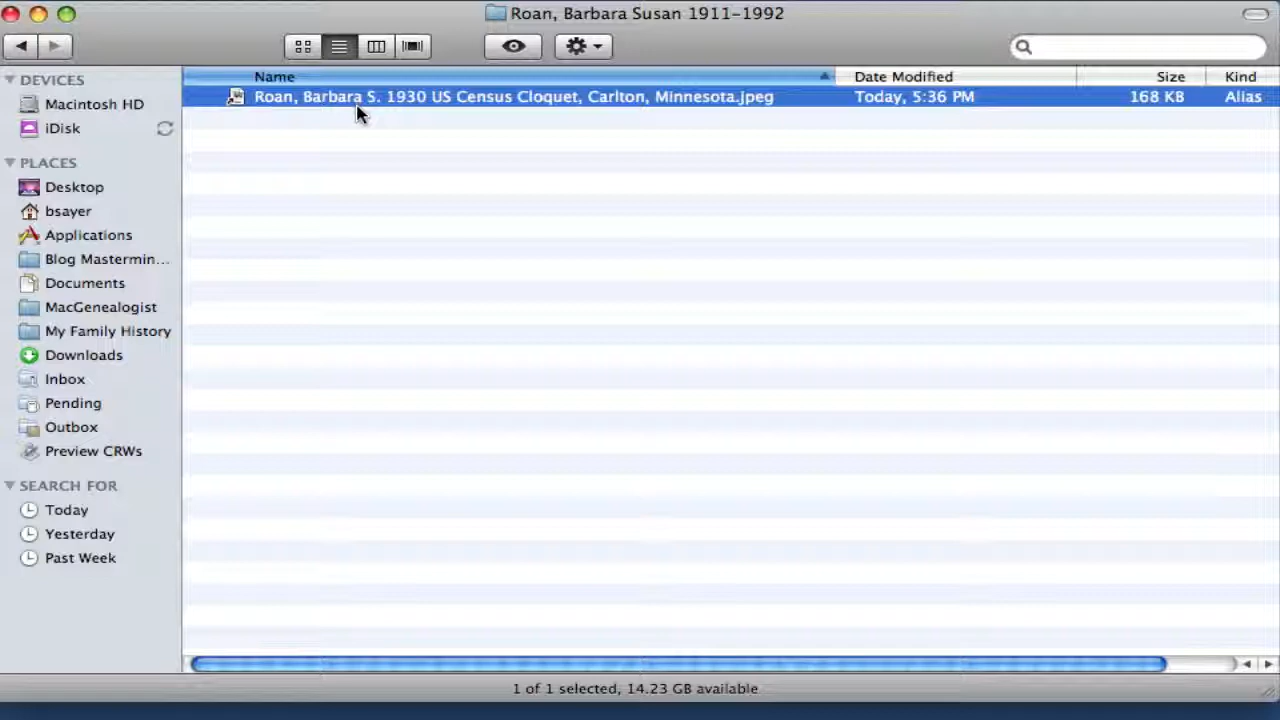 Roan, Barbara Susan 1911-1992
DEVICES
Macintosh HD
iDisk
PLACES
Desktop
bsayer
Applications
Blog Mastermin...
Documents
MacGenealogist
My Family History
Downloads
Inbox
Pending
Outbox
Preview CRWs
SEARCH FOR
Today
Yesterday
Past Week
Name Date Modified Size Kind
Roan, Barbara S. 1930 US Census Cloquet, Carlton, Minnesota.jpeg Today, 5:36 PM 168 KB Alias
1 of 1 selected, 14.23 GB available